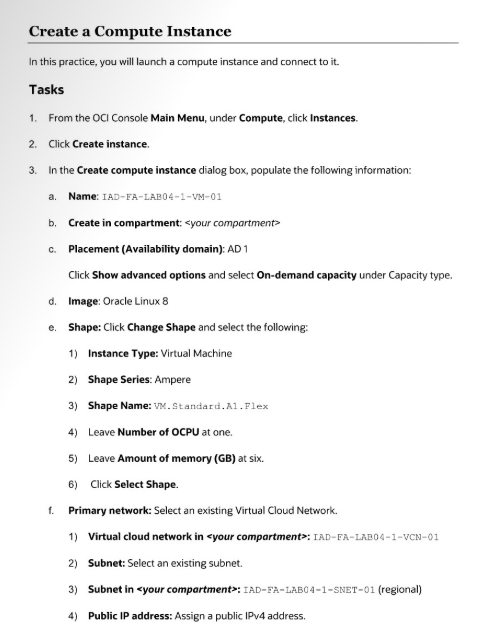 Create a Compute Instance
In this practice, you will launch a compute instance and connect to it.
Tasks
1. From the OCI Console Main Menu, under Compute, click Instances.
2. Click Create instance.
3. In the Create compute instance dialog box, populate the following information:
a. Name: IAD-FA-LAB04-1-VM-01
b. Create in compartment: <your compartment>
c. Placement (Availability domain): AD 1
Click Show advanced options and select On-demand capacity under Capacity type.
d. Image: Oracle Linux 8
e. Shape: Click Change Shape and select the following:
1) Instance Type: Virtual Machine
2) Shape Series: Ampere
3) Shape Name: VM.Standard.A1.Flex
4) Leave Number of OCPU at one.
5) Leave Amount of memory (GB) at six.
6) Click Select Shape.
f. Primary network: Select an existing Virtual Cloud Network.
1) Virtual cloud network in <your compartment>: IAD-FA-LAB04-1-VCN-01
2) Subnet: Select an existing subnet.
3) Subnet in <your compartment>: IAD-FA-LAB04-1-SNET-01 (regional)
4) Public IP address: Assign a public IPv4 address.